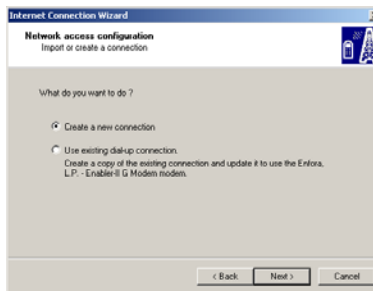 Internet Connection Wizard
Network access configuration
Import or create a connection
What do you want to do ?
Create a new connection
Use existing dial-up connection.
Create a copy of the existing connection and update it to use the Enfora,
L.P. - Enabler-II G Modem modem.
< Back
Next >
Cancel